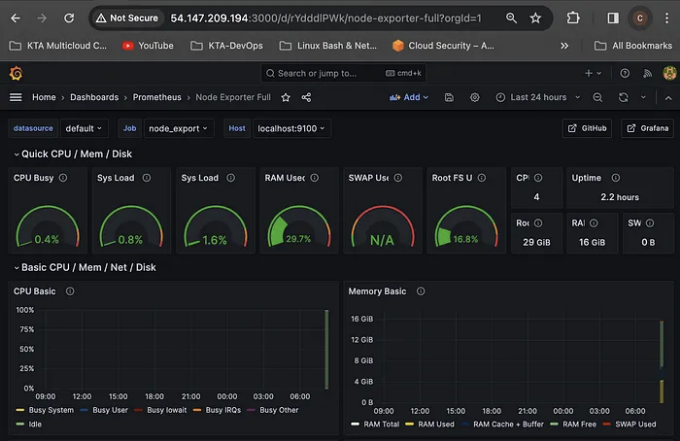 Not Secure 54.147.209.194:3000/d/rYdddlPWk/node-exporter-full?orgId=1
C
KTA Multicloud C... YouTube KTA-DevOps Linux Bash & Net... Cloud Security – A... » All Bookmarks
Search or jump to... cmd+k
Home › Dashboards › Prometheus › Node Exporter Full Add Last 24 hours
datasource default Job node_export Host localhost:9100 GitHub Grafana
Quick CPU / Mem / Disk
CPU Busy Sys Load Sys Load RAM Used SWAP Us Root FS U CP Uptime
4 2.2 hours
0.4% 0.8% 1.6% 29.7% N/A 16.8%
Roo RAI SW
29 GiB 16 GiB 0 B
Basic CPU / Mem / Net / Disk
CPU Basic
100%
75%
50%
25%
0%
09:00 12:00 15:00 18:00 21:00 00:00 03:00 06:00
Busy System Busy User Busy Iowait Busy IRQs Busy Other
Idle
Memory Basic
16 GiB
12 GiB
8 GiB
4 GiB
0 B
09:00 12:00 15:00 18:00 21:00 00:00 03:00 06:00
RAM Total RAM Used RAM Cache + Buffer RAM Free SWAP Used